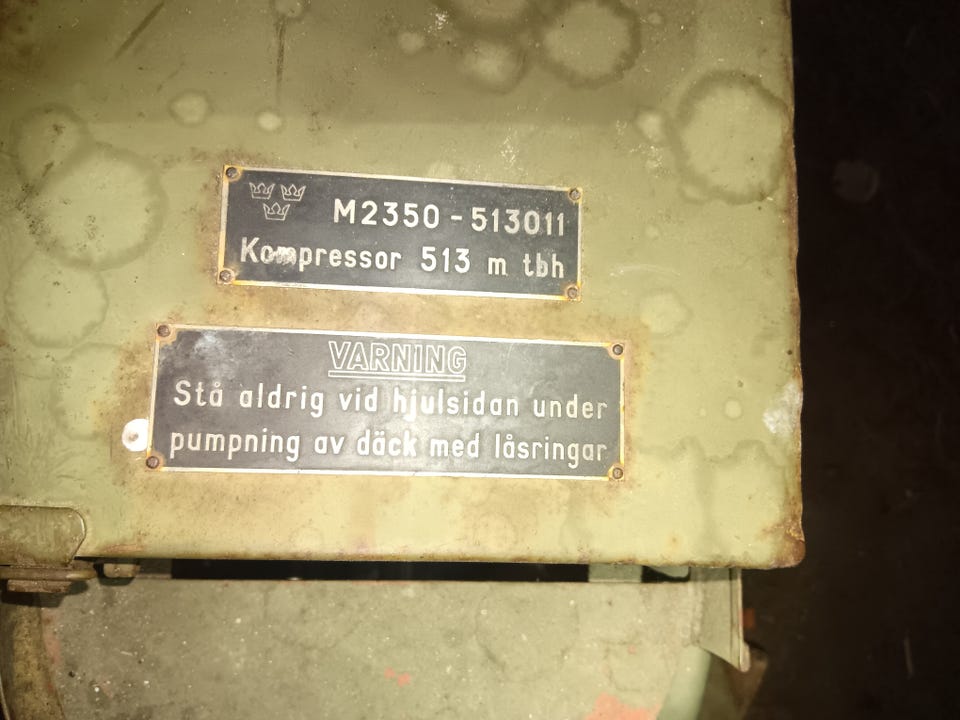 M2350-513011
Kompressor 513 m tbh
VARNING
Stå aldrig vid hjulsidan under
pumpning av däck med låsringar